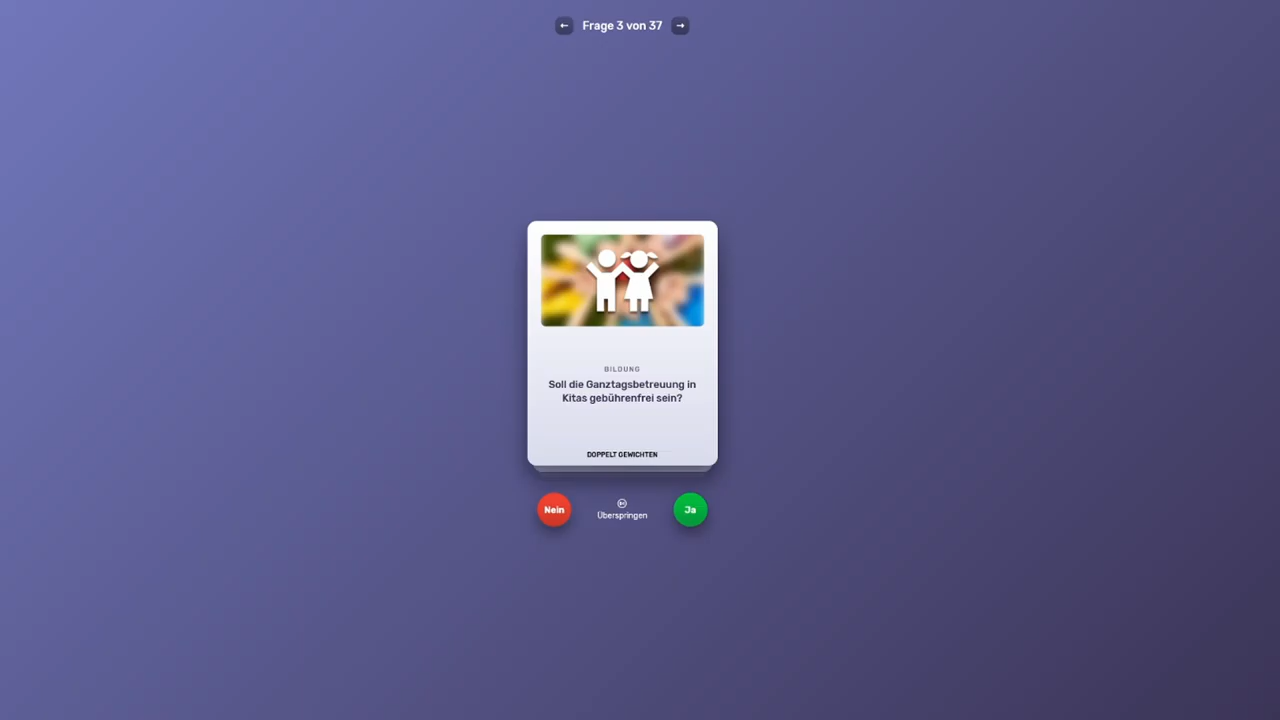 ← Frage 3 von 37 →
BILDUNG
Soll die Ganztagsbetreuung in
Kitas gebührenfrei sein?
DOPPELT GEWICHTEN
Nein
Überspringen
Ja